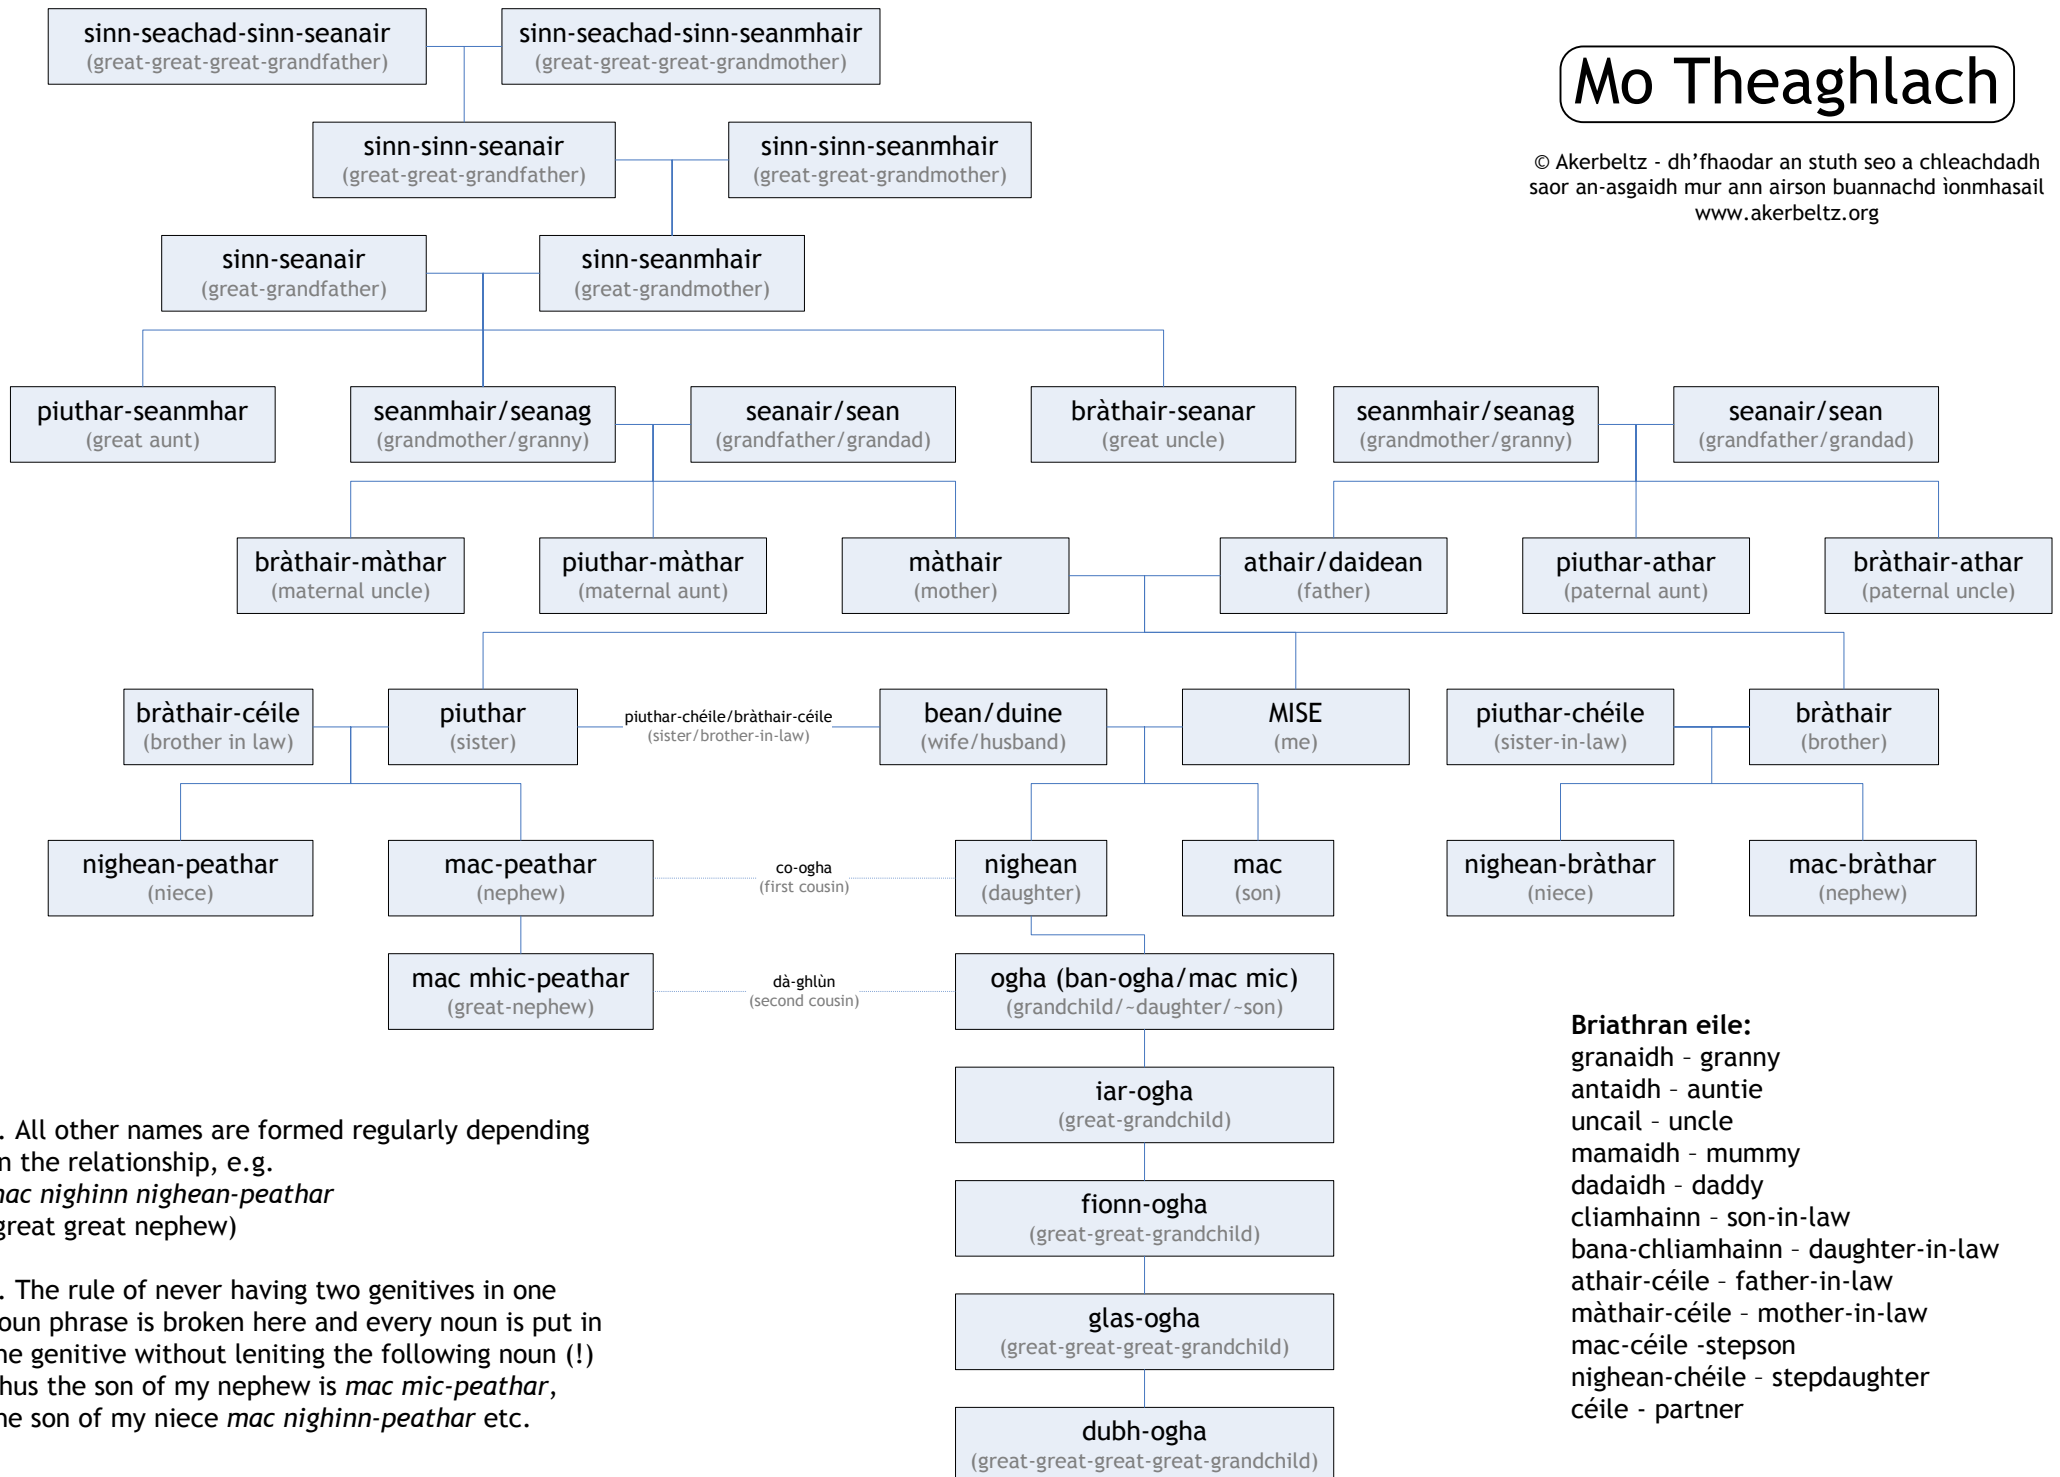 Mo Theaghlach
© Akerbeltz - dh’fhaodar an stuth seo a chleachdadh
saor an-asgaidh mur ann airson buannachd ìonmhasail
www.akerbeltz.org
sinn-seachad-sinn-seanair
(great-great-great-grandfather)
sinn-seachad-sinn-seanmhair
(great-great-great-grandmother)
sinn-sinn-seanair
(great-great-grandfather)
sinn-sinn-seanmhair
(great-great-grandmother)
sinn-seanair
(great-grandfather)
sinn-seanmhair
(great-grandmother)
piuthar-seanmhar
(great aunt)
seanmhair/seanag
(grandmother/granny)
seanair/sean
(grandfather/grandad)
bràthair-seanar
(great uncle)
seanmhair/seanag
(grandmother/granny)
seanair/sean
(grandfather/grandad)
bràthair-màthar
(maternal uncle)
piuthar-màthar
(maternal aunt)
màthair
(mother)
athair/daidean
(father)
piuthar-athar
(paternal aunt)
bràthair-athar
(paternal uncle)
bràthair-céile
(brother in law)
piuthar
(sister)
piuthar-chéile/bràthair-céile
(sister/brother-in-law)
bean/duine
(wife/husband)
MISE
(me)
piuthar-chéile
(sister-in-law)
bràthair
(brother)
nighean-peathar
(niece)
mac-peathar
(nephew)
co-ogha
(first cousin)
nighean
(daughter)
mac
(son)
nighean-bràthar
(niece)
mac-bràthar
(nephew)
mac mhic-peathar
(great-nephew)
dà-ghlùn
(second cousin)
ogha (ban-ogha/mac mic)
(grandchild/~daughter/~son)
iar-ogha
(great-grandchild)
fionn-ogha
(great-great-grandchild)
glas-ogha
(great-great-great-grandchild)
dubh-ogha
(great-great-great-great-grandchild)
. All other names are formed regularly depending
n the relationship, e.g.
mac nighinn nighean-peathar
great great nephew)
. The rule of never having two genitives in one
oun phrase is broken here and every noun is put in
he genitive without leniting the following noun (!)
hus the son of my nephew is mac mic-peathar,
he son of my niece mac nighinn-peathar etc.
Briathran eile:
granaidh – granny
antaidh – auntie
uncail – uncle
mamaidh – mummy
dadaidh – daddy
cliamhainn – son-in-law
bana-chliamhainn – daughter-in-law
athair-céile – father-in-law
màthair-céile – mother-in-law
mac-céile -stepson
nighean-chéile – stepdaughter
céile - partner